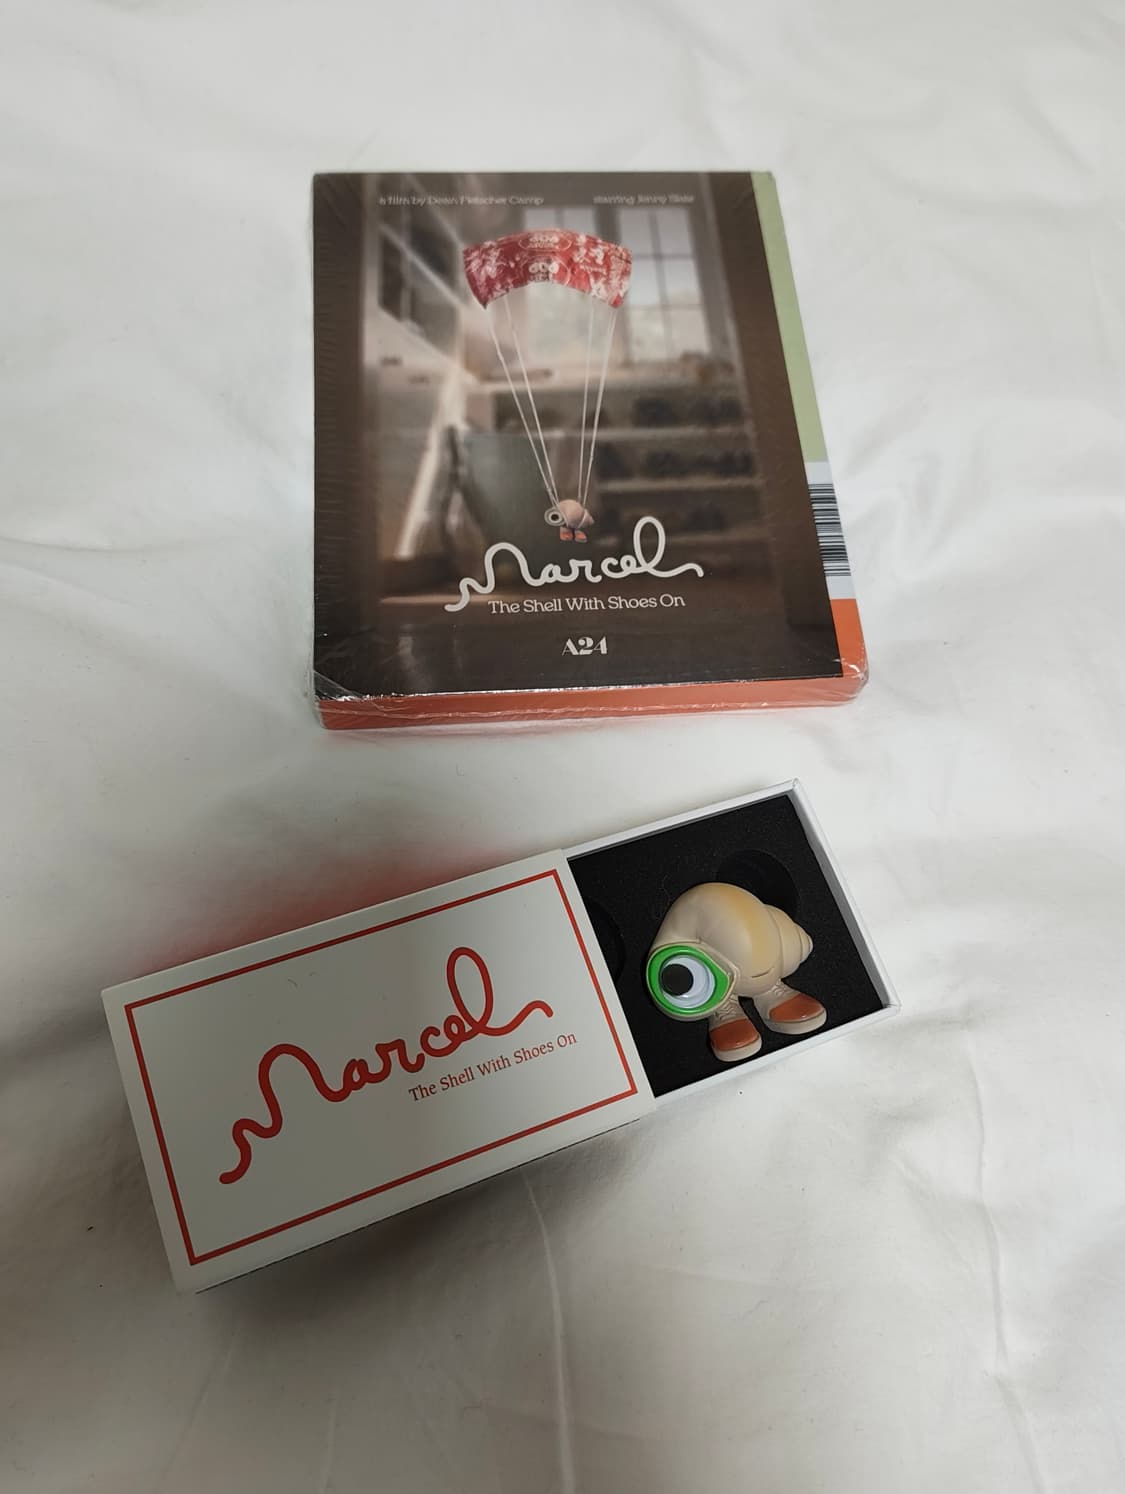 a film by Dean Fleischer Camp
starring Jenny Slate
Marcel
The Shell With Shoes On
A24
Marcel
The Shell With Shoes On